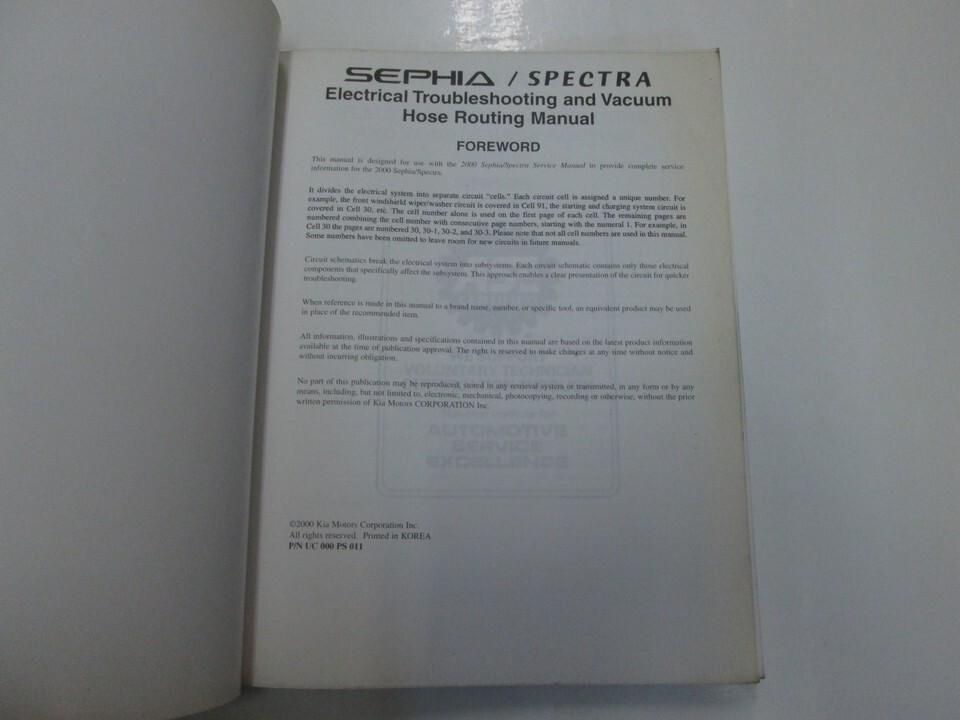 SEPHIA / SPECTRA
Electrical Troubleshooting and Vacuum
Hose Routing Manual
FOREWORD
This manual is designed for use with the 2000 Sephia/Spectra Service Manual to provide complete service
information for the 2000 Sephia/Spectra.
It divides the electrical system into separate circuit "cells." Each circuit cell is assigned a unique number. For
example, the front windshield wiper/washer circuit is covered in Cell 91, the starting and charging system circuit is
covered in Cell 30, etc. The cell number alone is used on the first page of each cell. The remaining pages are
numbered combining the cell number with consecutive page numbers, starting with the numeral 1. For example, in
Cell 30 the pages are numbered 30, 30-1, 30-2, and 30-3. Please note that not all cell numbers are used in this manual.
Some numbers have been omitted to leave room for new circuits in future manuals.
Circuit schematics break the electrical system into subsystems. Each circuit schematic contains only those electrical
components that specifically affect the subsystem. This approach enables a clear presentation of the circuit for quicker
troubleshooting.
When reference is made in this manual to a brand name, number, or specific tool, an equivalent product may be used
in place of the recommended item.
All information, illustrations and specifications contained in this manual are based on the latest product information
available at the time of publication approval. The right is reserved to make changes at any time without notice and
without incurring obligation.
No part of this publication may be reproduced, stored in any retrieval system or transmitted, in any form or by any
means, including, but not limited to, electronic, mechanical, photocopying, recording or otherwise, without the prior
written permission of Kia Motors CORPORATION Inc.
VOLUNTARY TECHNICIAN
AUTOMOTIVE
SERVICE
EXCELLENCE
©2000 Kia Motors Corporation Inc.
All rights reserved. Printed in KOREA
P/N UC 000 PS 011